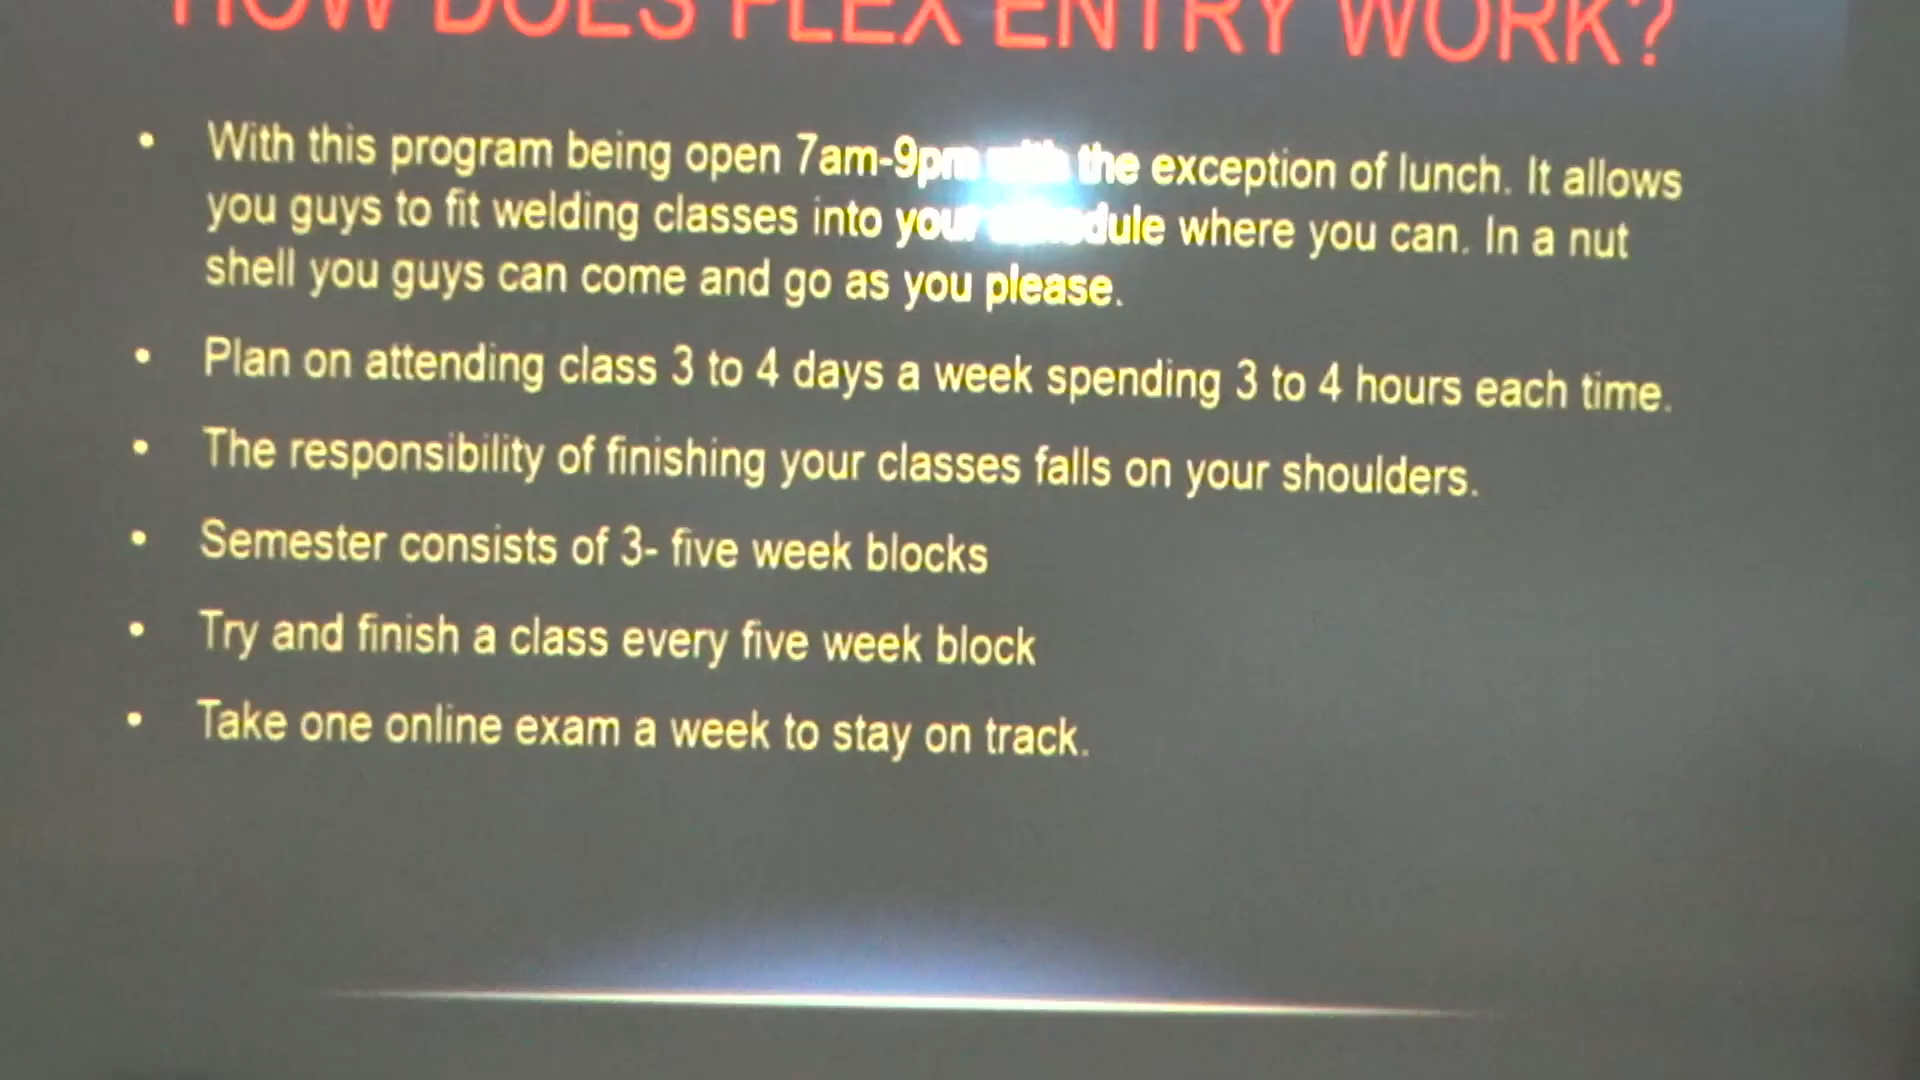 HOW DOES FLEX ENTRY WORK?
• With this program being open 7am-9pm with the exception of lunch. It allows
you guys to fit welding classes into your schedule where you can. In a nut
shell you guys can come and go as you please.
• Plan on attending class 3 to 4 days a week spending 3 to 4 hours each time.
• The responsibility of finishing your classes falls on your shoulders.
• Semester consists of 3- five week blocks
• Try and finish a class every five week block
• Take one online exam a week to stay on track.